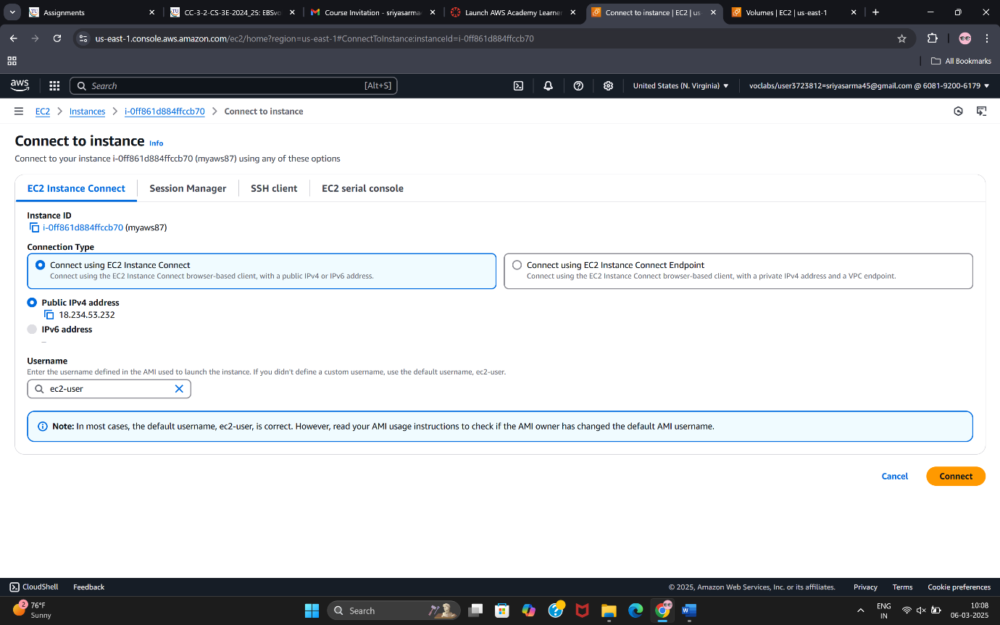 Assignments
CC-3-2-CS-3E-2024_25: EBSvo
Course Invitation - sriyasarma
Launch AWS Academy Learner
Connect to instance | EC2 | us-
Volumes | EC2 | us-east-1
us-east-1.console.aws.amazon.com/ec2/home?region=us-east-1#ConnectToInstance:instanceId=i-0ff861d884ffccb70
All Bookmarks
aws
Search
[Alt+S]
United States (N. Virginia)
voclabs/user3723812=sriyasarma45@gmail.com @ 6081-9200-6179
EC2 > Instances > i-0ff861d884ffccb70 > Connect to instance
Connect to instance Info
Connect to your instance i-0ff861d884ffccb70 (myaws87) using any of these options
EC2 Instance Connect
Session Manager
SSH client
EC2 serial console
Instance ID
i-0ff861d884ffccb70 (myaws87)
Connection Type
Connect using EC2 Instance Connect
Connect using the EC2 Instance Connect browser-based client, with a public IPv4 or IPv6 address.
Connect using EC2 Instance Connect Endpoint
Connect using the EC2 Instance Connect browser-based client, with a private IPv4 address and a VPC endpoint.
Public IPv4 address
18.234.53.232
IPv6 address
–
Username
Enter the username defined in the AMI used to launch the instance. If you didn't define a custom username, use the default username, ec2-user.
ec2-user
Note: In most cases, the default username, ec2-user, is correct. However, read your AMI usage instructions to check if the AMI owner has changed the default AMI username.
Cancel
Connect
CloudShell
Feedback
© 2025, Amazon Web Services, Inc. or its affiliates.
Privacy
Terms
Cookie preferences
2
76°F
Sunny
Search
ENG
IN
10:08
06-03-2025